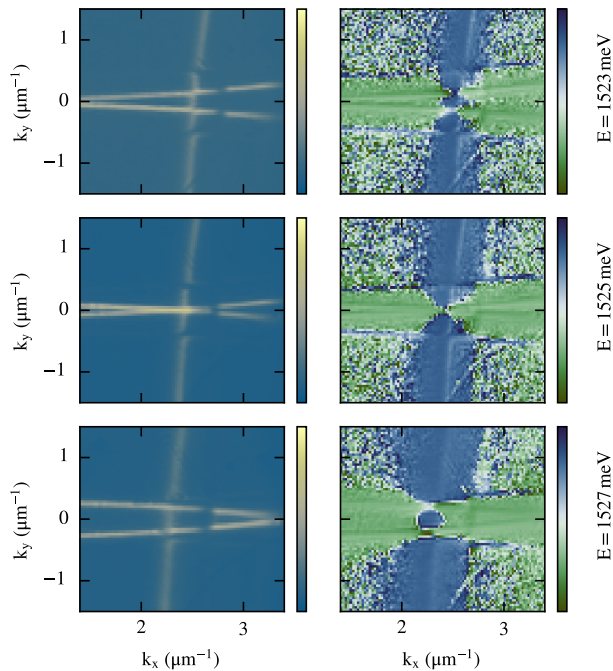 1
0
−1
k_y (μm⁻¹)
E = 1523 meV
1
0
−1
k_y (μm⁻¹)
E = 1525 meV
1
0
−1
k_y (μm⁻¹)
E = 1527 meV
2 3 2 3
k_x (μm⁻¹) k_x (μm⁻¹)